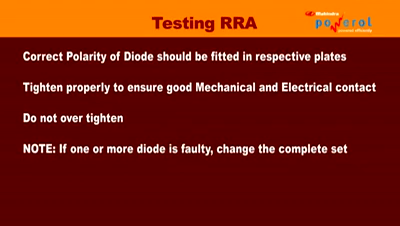 Testing RRA
Mahindra
powerol
powered efficiently
Correct Polarity of Diode should be fitted in respective plates
Tighten properly to ensure good Mechanical and Electrical contact
Do not over tighten
NOTE: If one or more diode is faulty, change the complete set